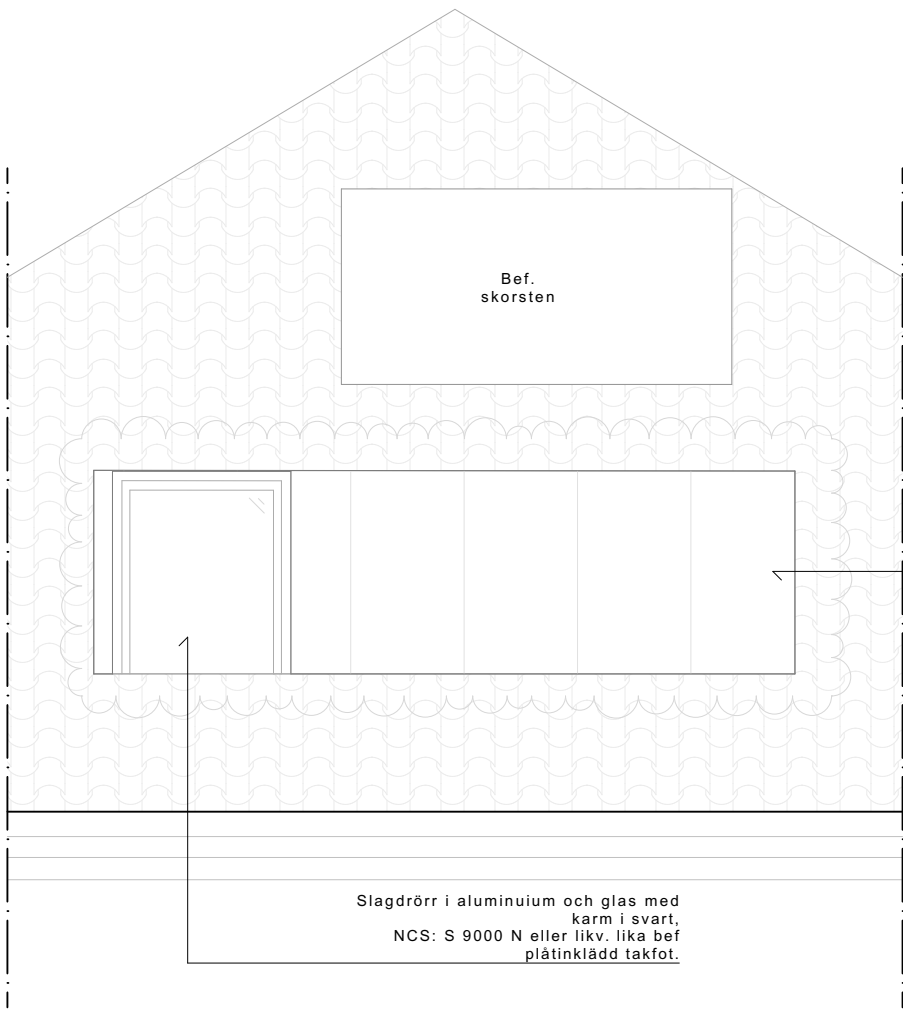 Bef.
skorsten
Slagdrörr i aluminuium och glas med
karm i svart,
NCS: S 9000 N eller likv. lika bef
plåtinklädd takfot.